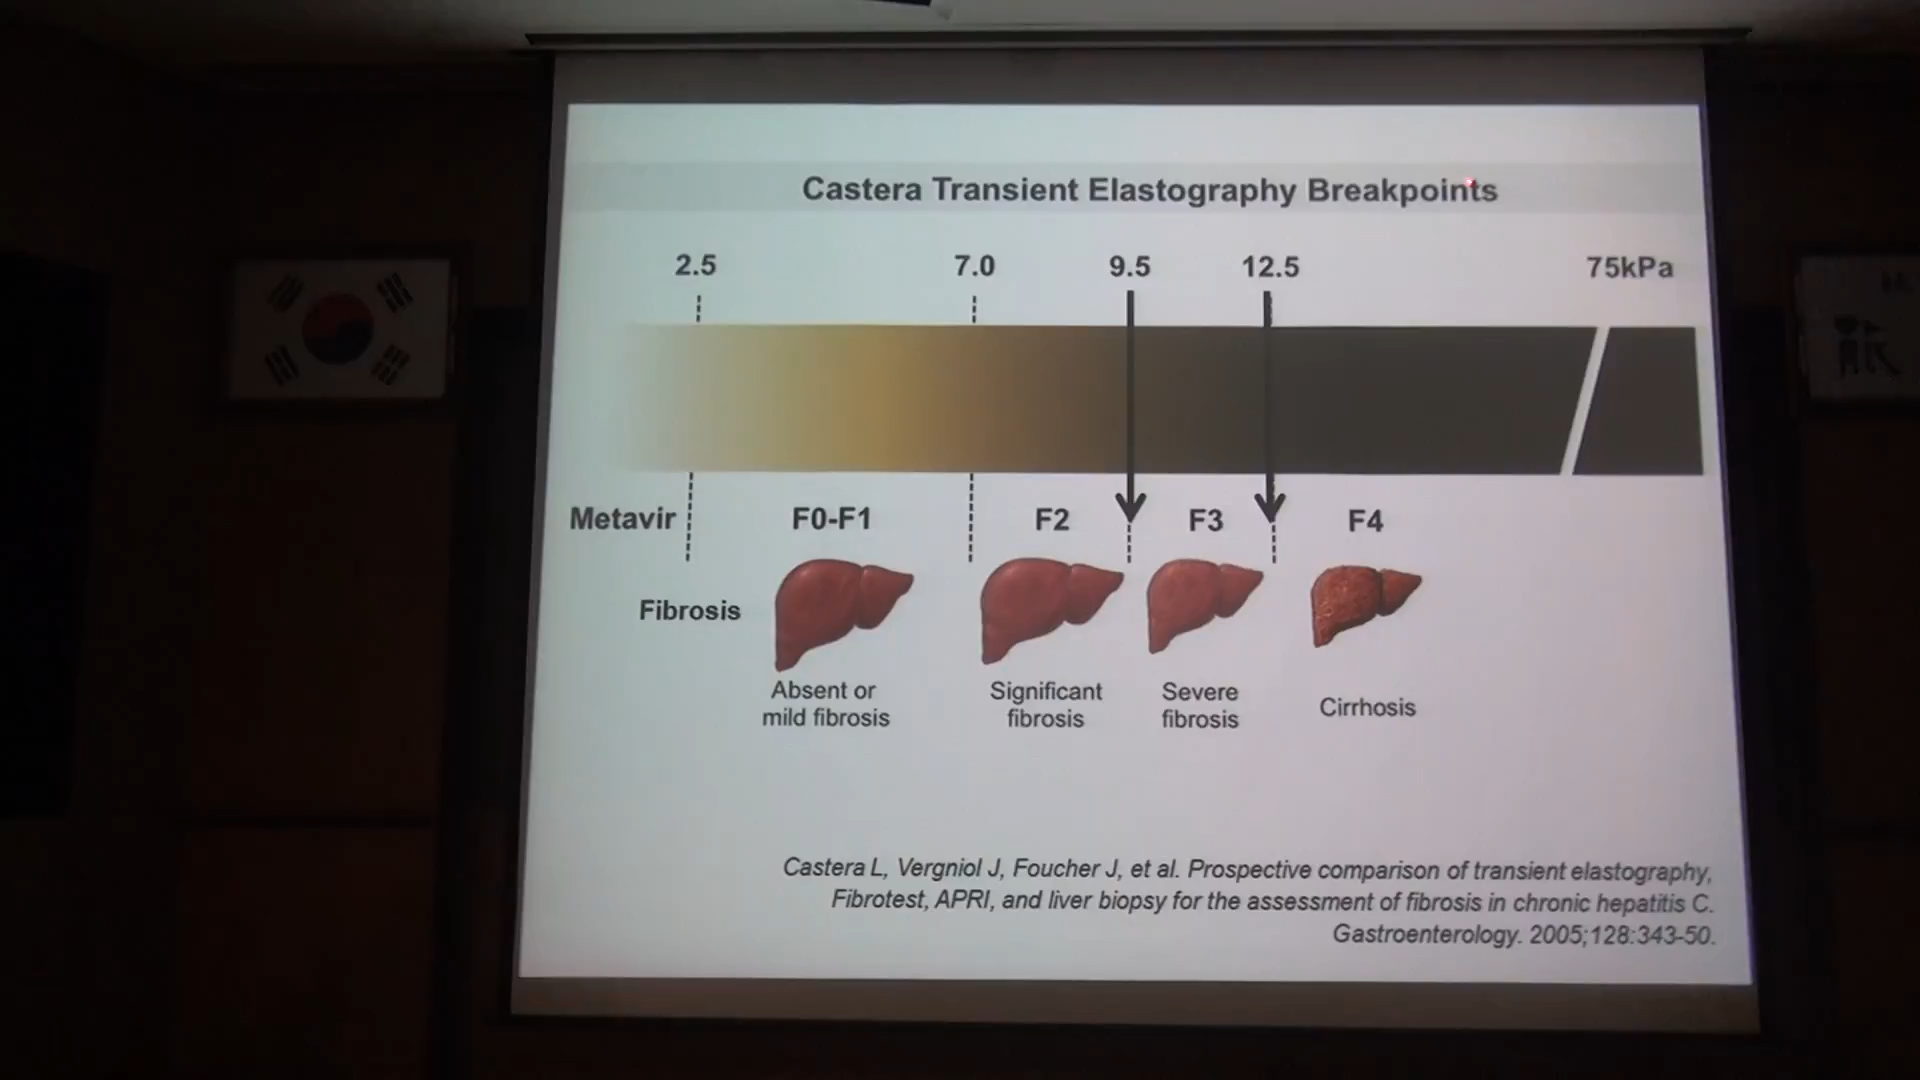 Castera Transient Elastography Breakpoints
2.5 7.0 9.5 12.5 75kPa
Metavir F0-F1 F2 F3 F4
Fibrosis
Absent or
mild fibrosis
Significant
fibrosis
Severe
fibrosis
Cirrhosis
Castera L, Vergniol J, Foucher J, et al. Prospective comparison of transient elastography,
Fibrotest, APRI, and liver biopsy for the assessment of fibrosis in chronic hepatitis C.
Gastroenterology. 2005;128:343-50.